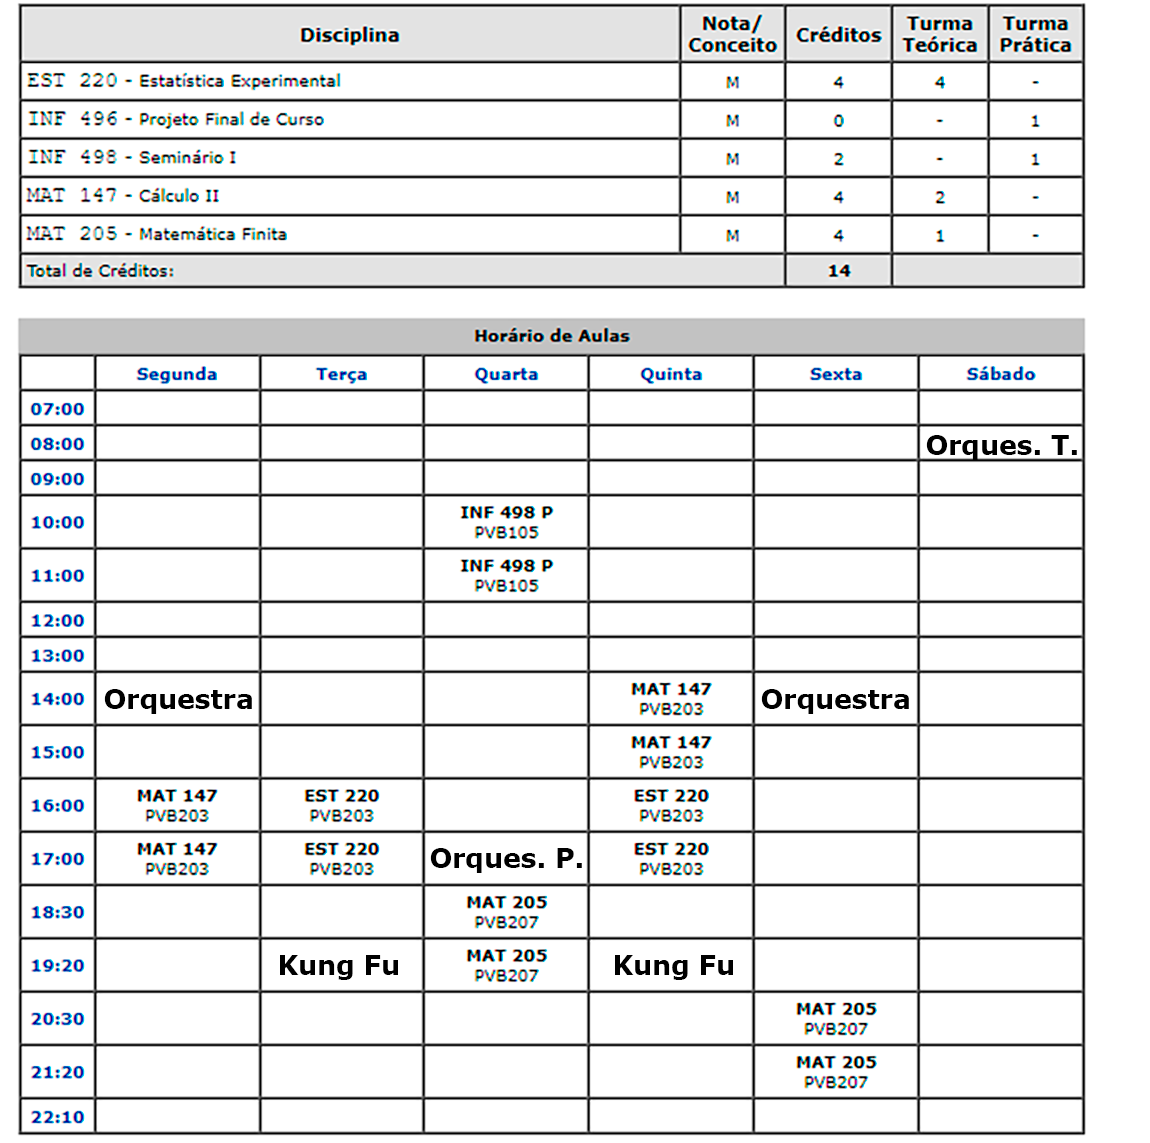 Disciplina Nota/ Conceito Créditos Turma Teórica Turma Prática
EST 220 - Estatística Experimental M 4 4 -
INF 496 - Projeto Final de Curso M 0 - 1
INF 498 - Seminário I M 2 - 1
MAT 147 - Cálculo II M 4 2 -
MAT 205 - Matemática Finita M 4 1 -
Total de Créditos: 14
Horário de Aulas
Segunda Terça Quarta Quinta Sexta Sábado
07:00
08:00 Orques. T.
09:00
10:00 INF 498 P PVB105
11:00 INF 498 P PVB105
12:00
13:00
14:00 Orquestra MAT 147 PVB203 Orquestra
15:00 MAT 147 PVB203
16:00 MAT 147 PVB203 EST 220 PVB203 EST 220 PVB203
17:00 MAT 147 PVB203 EST 220 PVB203 Orques. P. EST 220 PVB203
18:30 MAT 205 PVB207
19:20 Kung Fu MAT 205 PVB207 Kung Fu
20:30 MAT 205 PVB207
21:20 MAT 205 PVB207
22:10